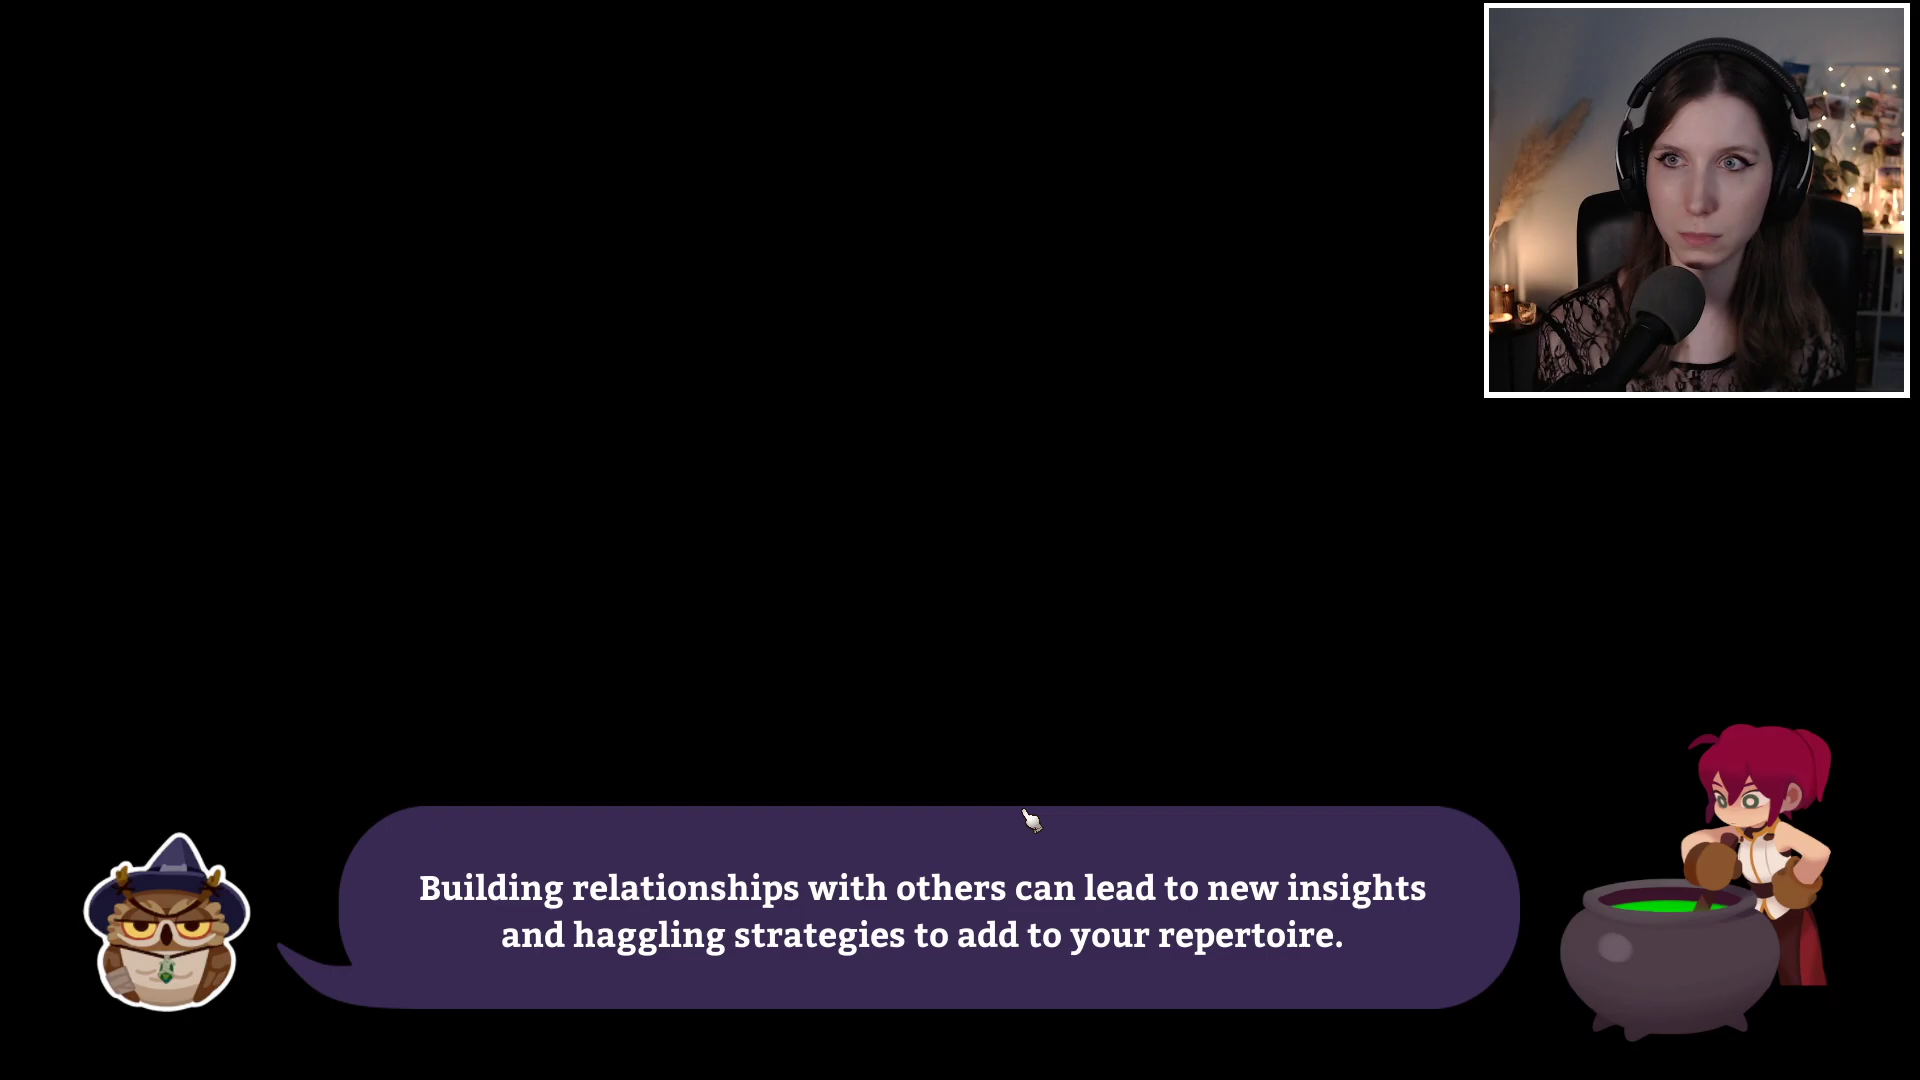 Building relationships with others can lead to new insights
and haggling strategies to add to your repertoire.